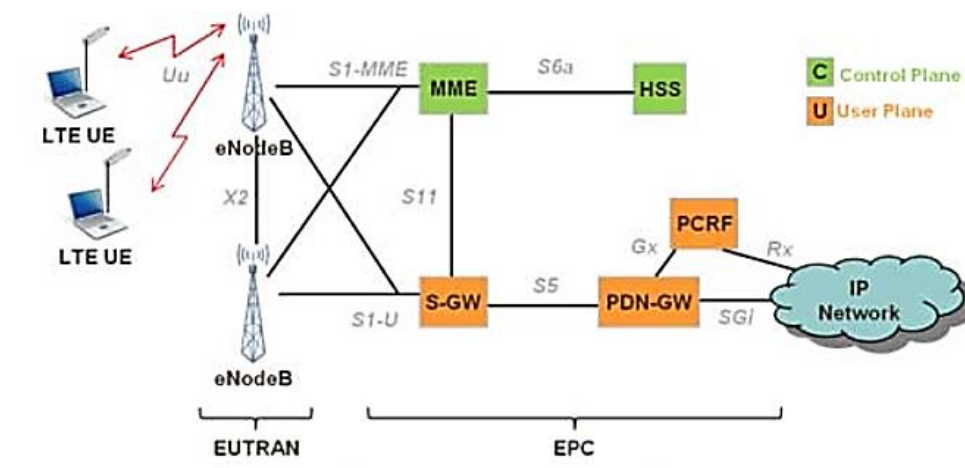 Uu
LTE UE
LTE UE
eNodeB
X2
eNodeB
S1-MME
MME
S6a
HSS
S11
S1-U
S-GW
S5
PDN-GW
Gx
PCRF
Rx
SGi
IP
Network
C Control Plane
U User Plane
EUTRAN
EPC